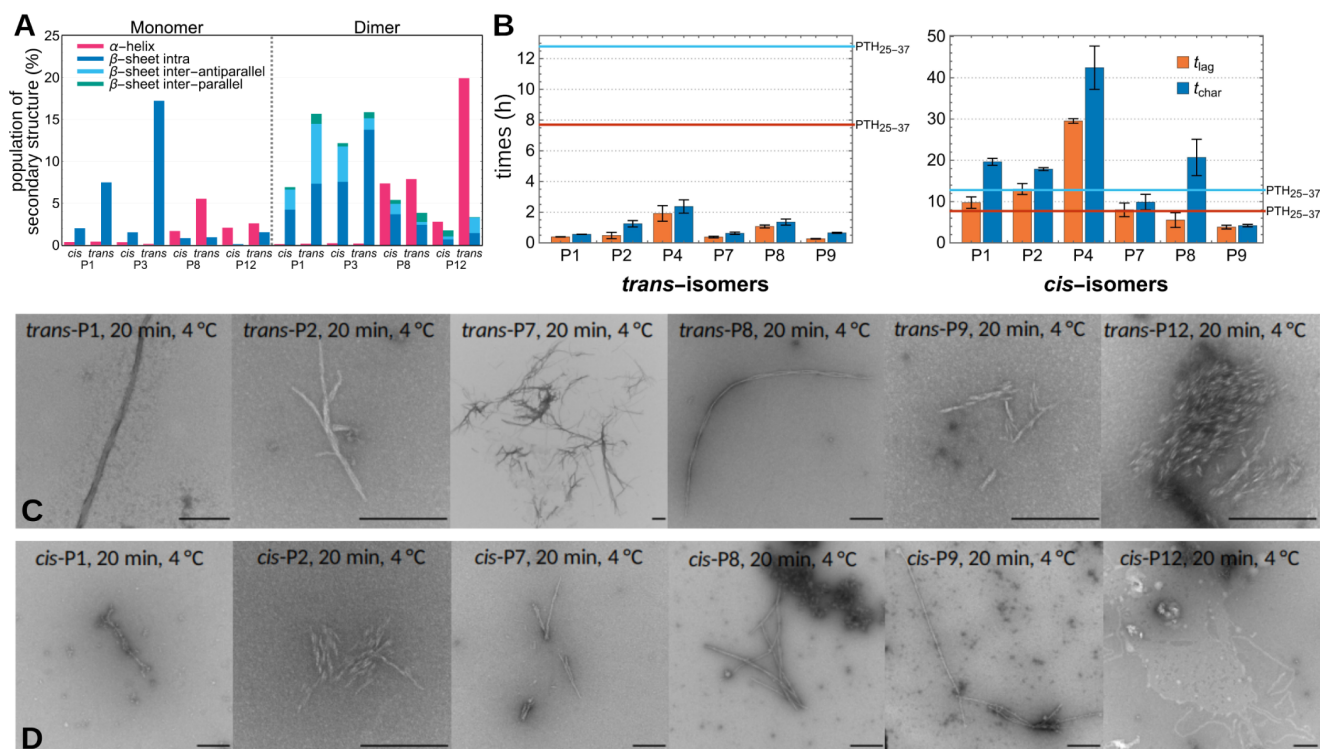 A
Monomer
Dimer
population of
secondary structure (%)
25
20
15
10
5
0
α−helix
β−sheet intra
β−sheet inter−antiparallel
β−sheet inter−parallel
cis trans cis trans cis trans cis trans cis trans cis trans cis trans cis trans
P1 P3 P8 P12 P1 P3 P8 P12
B
times (h)
12
10
8
6
4
2
0
PTH25−37
PTH25−37
P1 P2 P4 P7 P8 P9
trans−isomers
50
40
30
20
10
0
tlag
tchar
PTH25−37
PTH25−37
P1 P2 P4 P7 P8 P9
cis−isomers
trans-P1, 20 min, 4 °C
trans-P2, 20 min, 4 °C
trans-P7, 20 min, 4 °C
trans-P8, 20 min, 4 °C
trans-P9, 20 min, 4 °C
trans-P12, 20 min, 4 °C
C
cis-P1, 20 min, 4 °C
cis-P2, 20 min, 4 °C
cis-P7, 20 min, 4 °C
cis-P8, 20 min, 4 °C
cis-P9, 20 min, 4 °C
cis-P12, 20 min, 4 °C
D